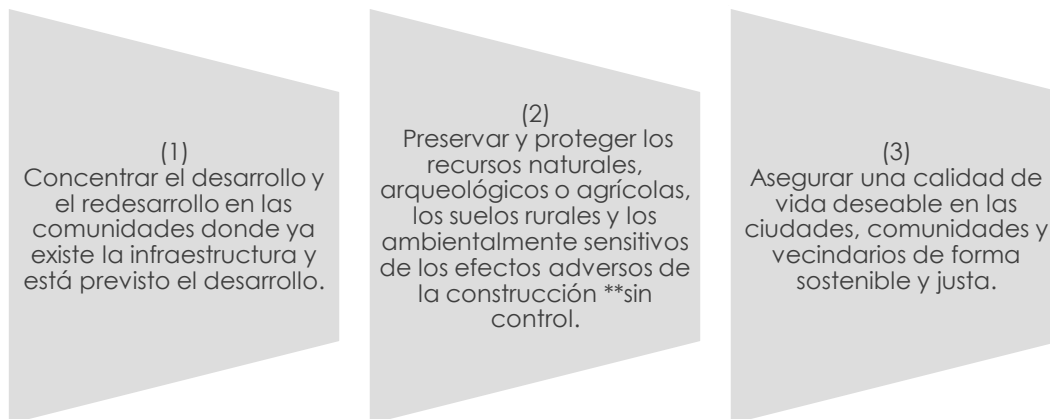 (1)
Concentrar el desarrollo y
el redesarrollo en las
comunidades donde ya
existe la infraestructura y
está previsto el desarrollo.
(2)
Preservar y proteger los
recursos naturales,
arqueológicos o agrícolas,
los suelos rurales y los
ambientalmente sensitivos
de los efectos adversos de
la construcción **sin
control.
(3)
Asegurar una calidad de
vida deseable en las
ciudades, comunidades y
vecindarios de forma
sostenible y justa.